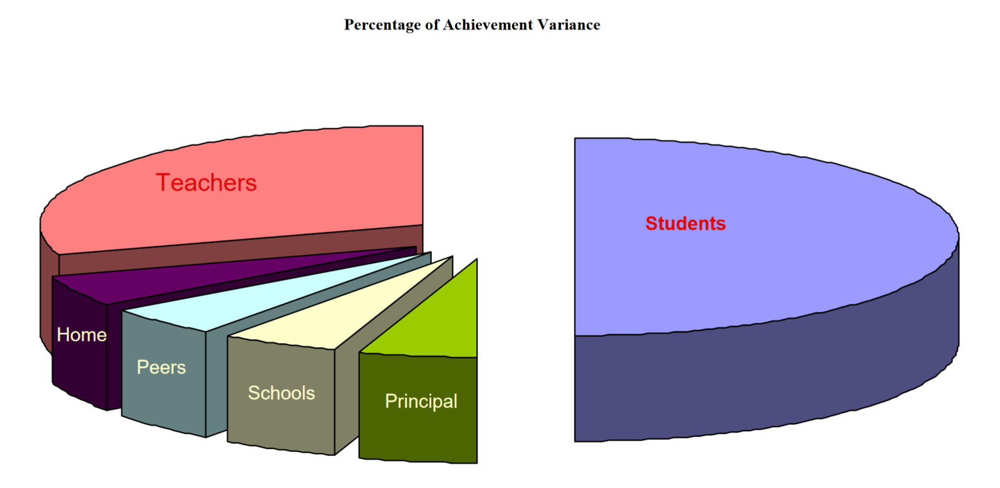 Percentage of Achievement Variance
Teachers
Students
Home
Peers
Schools
Principal